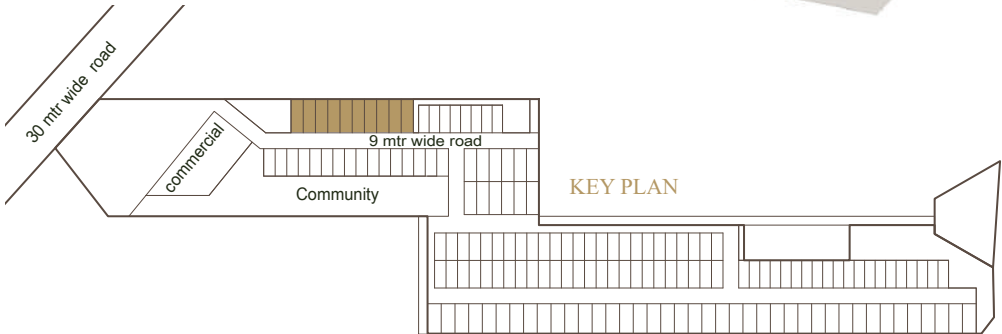 30 mtr wide road
commercial
9 mtr wide road
Community
KEY PLAN